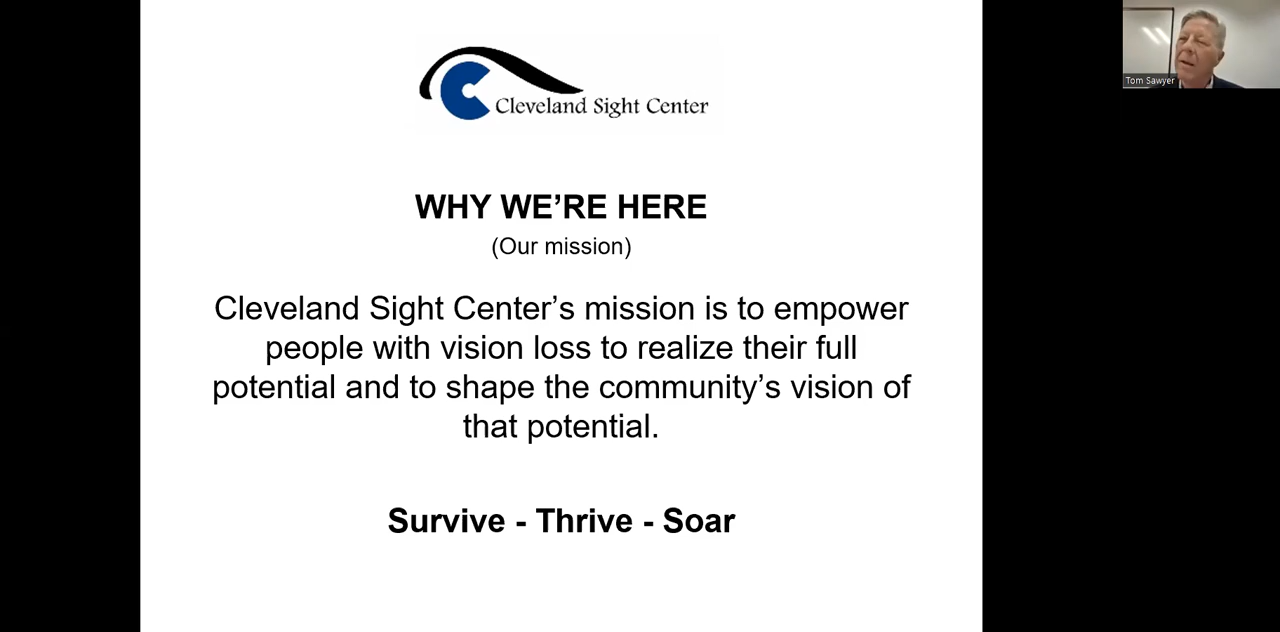 Cleveland Sight Center
WHY WE’RE HERE
(Our mission)
Cleveland Sight Center’s mission is to empower
people with vision loss to realize their full
potential and to shape the community’s vision of
that potential.
Survive - Thrive - Soar
Tom Sawyer